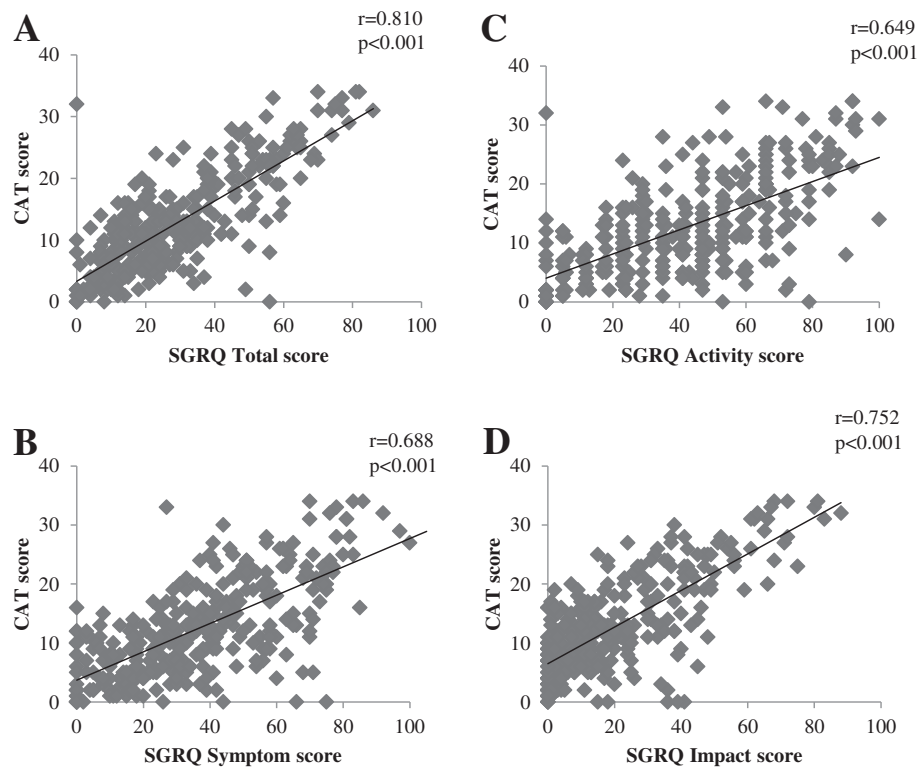 A
r=0.810
p<0.001
CAT score
40
30
20
10
0
0 20 40 60 80 100
SGRQ Total score
C
r=0.649
p<0.001
CAT score
40
30
20
10
0
0 20 40 60 80 100
SGRQ Activity score
B
r=0.688
p<0.001
CAT score
40
30
20
10
0
0 20 40 60 80 100
SGRQ Symptom score
D
r=0.752
p<0.001
CAT score
40
30
20
10
0
0 20 40 60 80 100
SGRQ Impact score